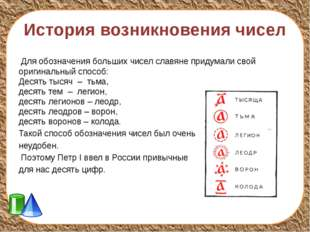 История возникновения чисел
Для обозначения больших чисел славяне придумали свой
оригинальный способ:
Десять тысяч – тьма,
десять тем – легион,
десять легионов – леодр,
десять леодров – ворон,
десять воронов – колода.
Такой способ обозначения чисел был очень
неудобен.
Поэтому Петр I ввел в России привычные
для нас десять цифр.
ТЫСЯЩА
ТЬМА
ЛЕГИОН
ЛЕОДР
ВОРОН
КОЛОДА